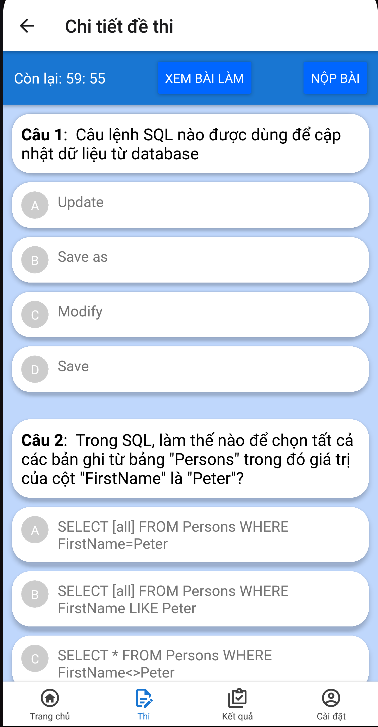 Chi tiết đề thi
Còn lại: 59: 55
XEM BÀI LÀM
NỘP BÀI
Câu 1: Câu lệnh SQL nào được dùng để cập
nhật dữ liệu từ database
A Update
B Save as
C Modify
D Save
Câu 2: Trong SQL, làm thế nào để chọn tất cả
các bản ghi từ bảng "Persons" trong đó giá trị
của cột "FirstName" là "Peter"?
A SELECT [all] FROM Persons WHERE
FirstName=Peter
B SELECT [all] FROM Persons WHERE
FirstName LIKE Peter
C SELECT * FROM Persons WHERE
FirstName<>Peter
Trang chủ
Thi
Kết quả
Cài đặt